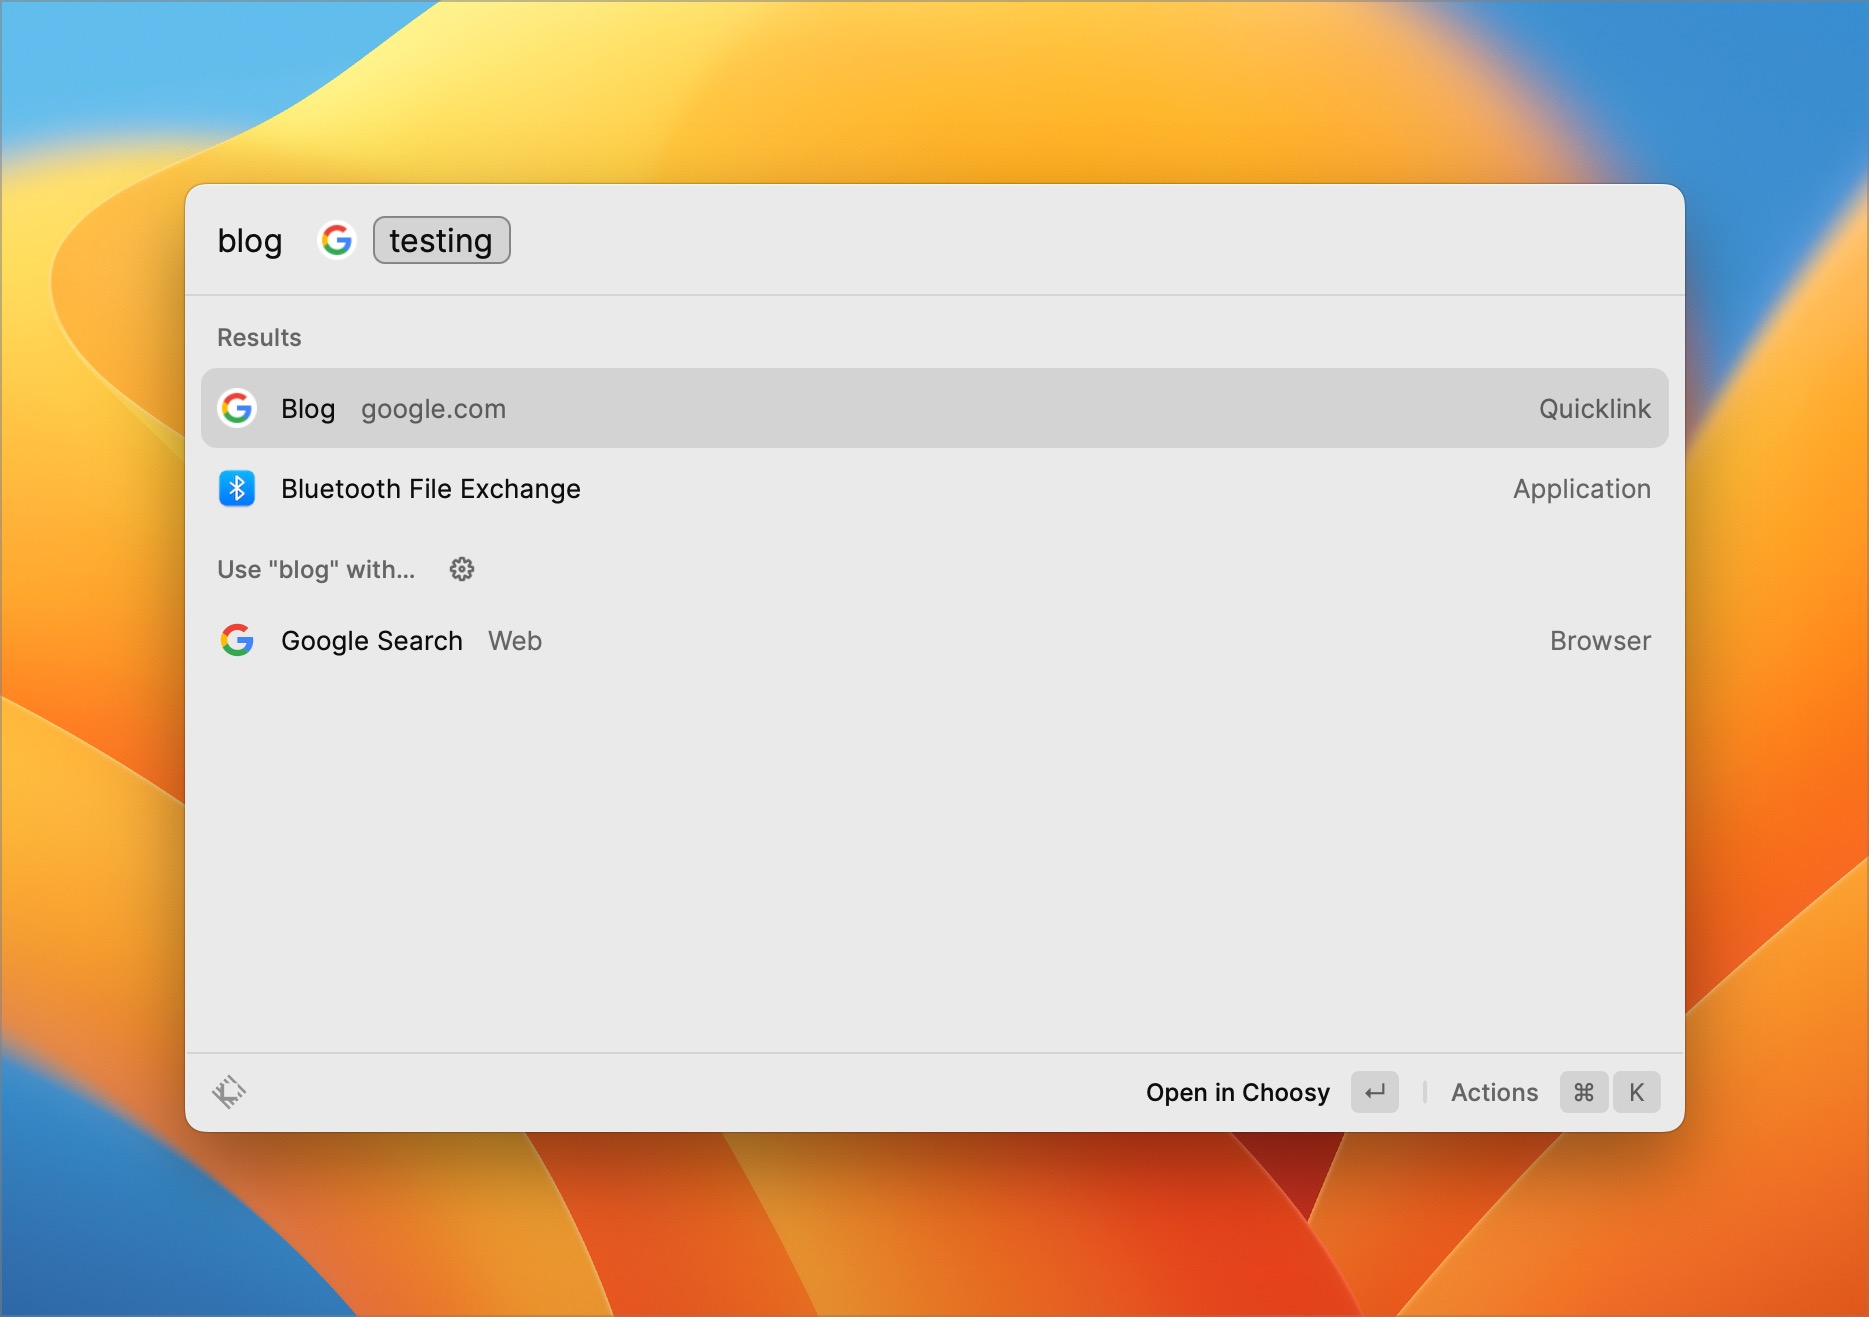 blog testing
Results
Blog google.com Quicklink
Bluetooth File Exchange Application
Use "blog" with...
Google Search Web Browser
Open in Choosy ↵ Actions ⌘ K